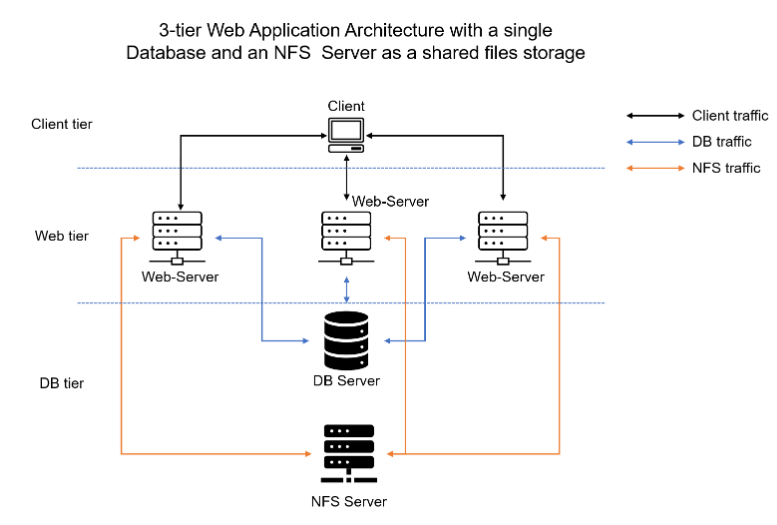 3-tier Web Application Architecture with a single
Database and an NFS Server as a shared files storage
Client
Client tier
Client traffic
DB traffic
NFS traffic
Web-Server
Web tier
Web-Server
Web-Server
DB Server
DB tier
NFS Server